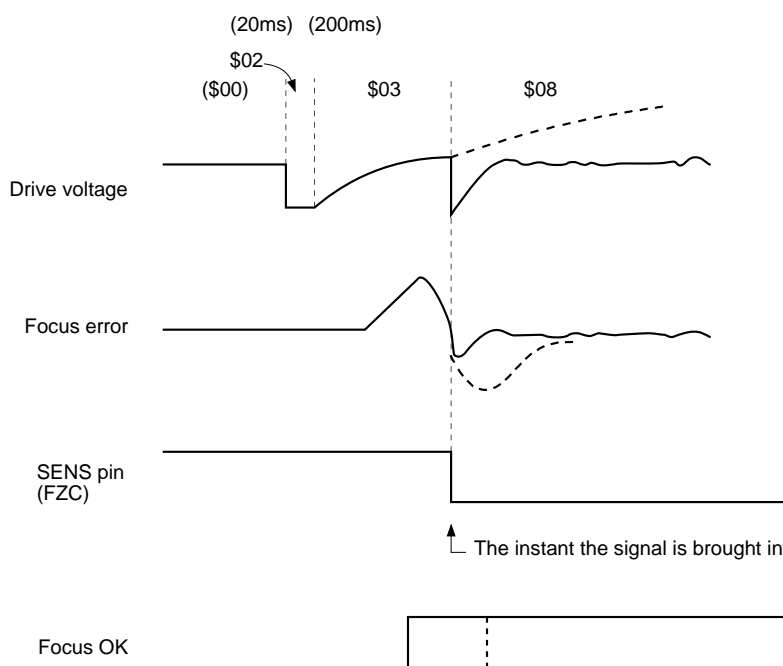 (20ms) (200ms)
$02
($00) $03 $08
Drive voltage
Focus error
SENS pin
(FZC)
The instant the signal is brought in
Focus OK